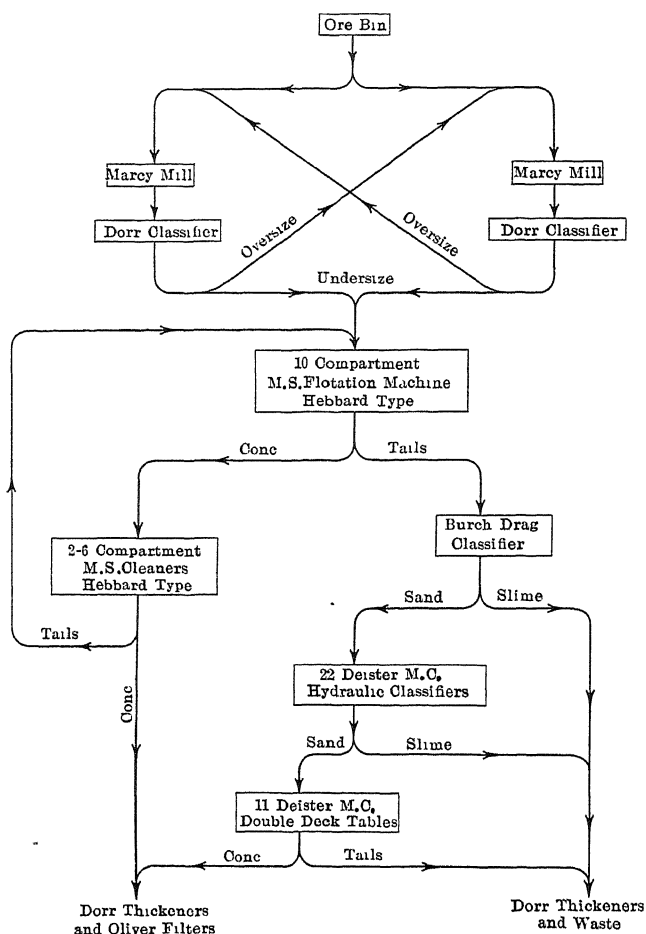 Ore Bin
Marcy Mill
Marcy Mill
Dorr Classifier
Dorr Classifier
Oversize
Oversize
Undersize
10 Compartment
M.S.Flotation Machine
Hebbard Type
Conc
Tails
Burch Drag
Classifier
2-6 Compartment
M.S.Cleaners
Hebbard Type
Sand
Slime
Tails
22 Deister M.C.
Hydraulic Classifiers
Conc
Sand
Slime
11 Deister M.C.
Double Deck Tables
Conc
Tails
Dorr Thickeners
and Oliver Filters
Dorr Thickeners
and Waste